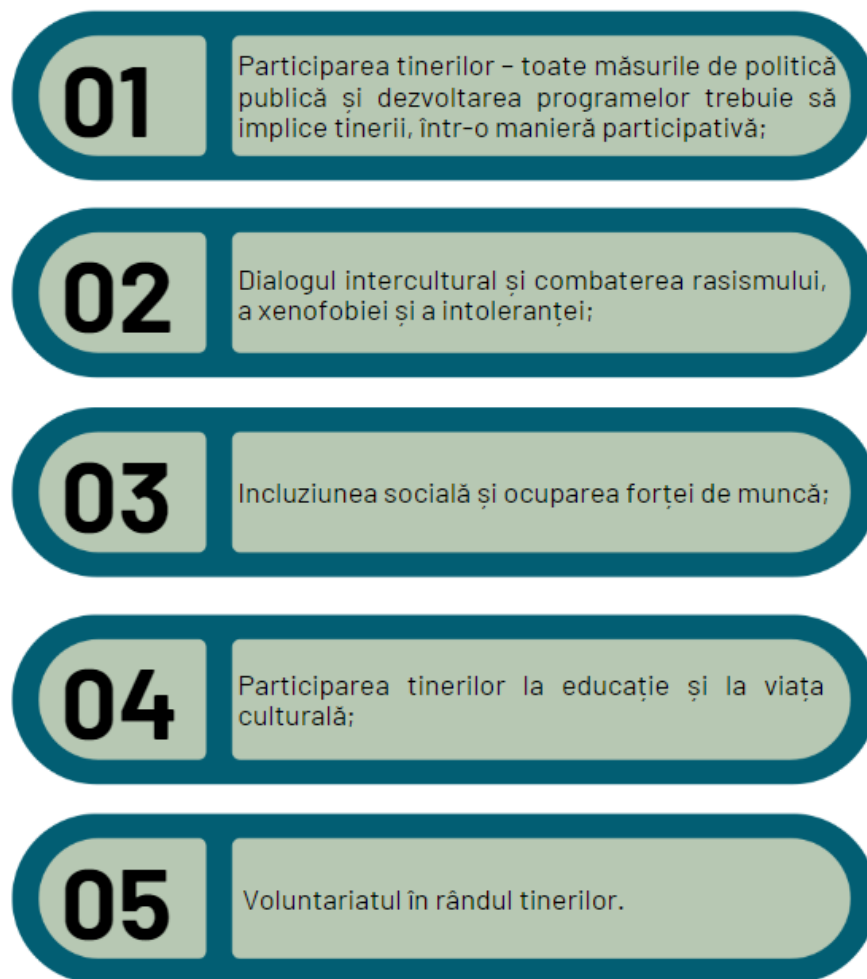 01
Participarea tinerilor – toate măsurile de politică
publică și dezvoltarea programelor trebuie să
implice tinerii, într-o manieră participativă;
02
Dialogul intercultural și combaterea rasismului,
a xenofobiei și a intoleranței;
03
Incluziunea socială și ocuparea forței de muncă;
04
Participarea tinerilor la educație și la viața
culturală;
05
Voluntariatul în rândul tinerilor.